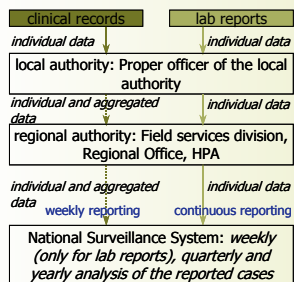 clinical records lab reports
individual data individual data
local authority: Proper officer of the local
authority
individual and aggregated individual data
data
regional authority: Field services division,
Regional Office, HPA
individual and aggregated individual data
data
weekly reporting continuous reporting
National Surveillance System: weekly
(only for lab reports), quarterly and
yearly analysis of the reported cases